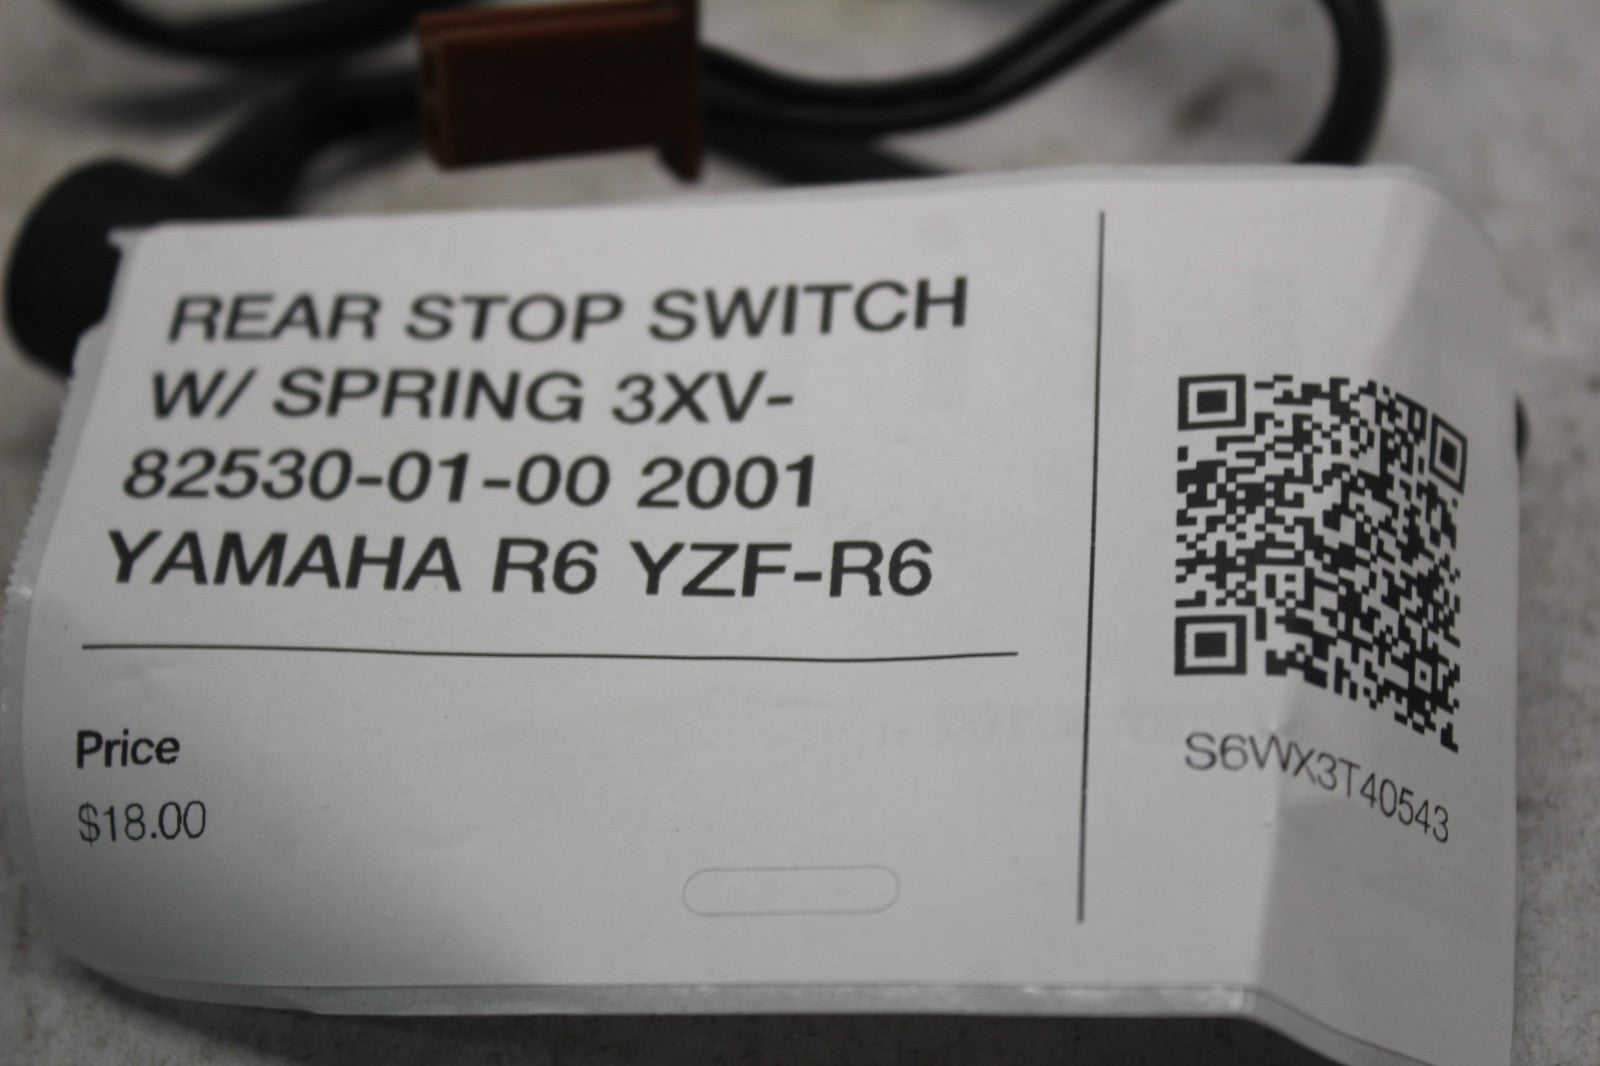 REAR STOP SWITCH
W/ SPRING 3XV-
82530-01-00 2001
YAMAHA R6 YZF-R6
Price
$18.00
S6WX3T40543